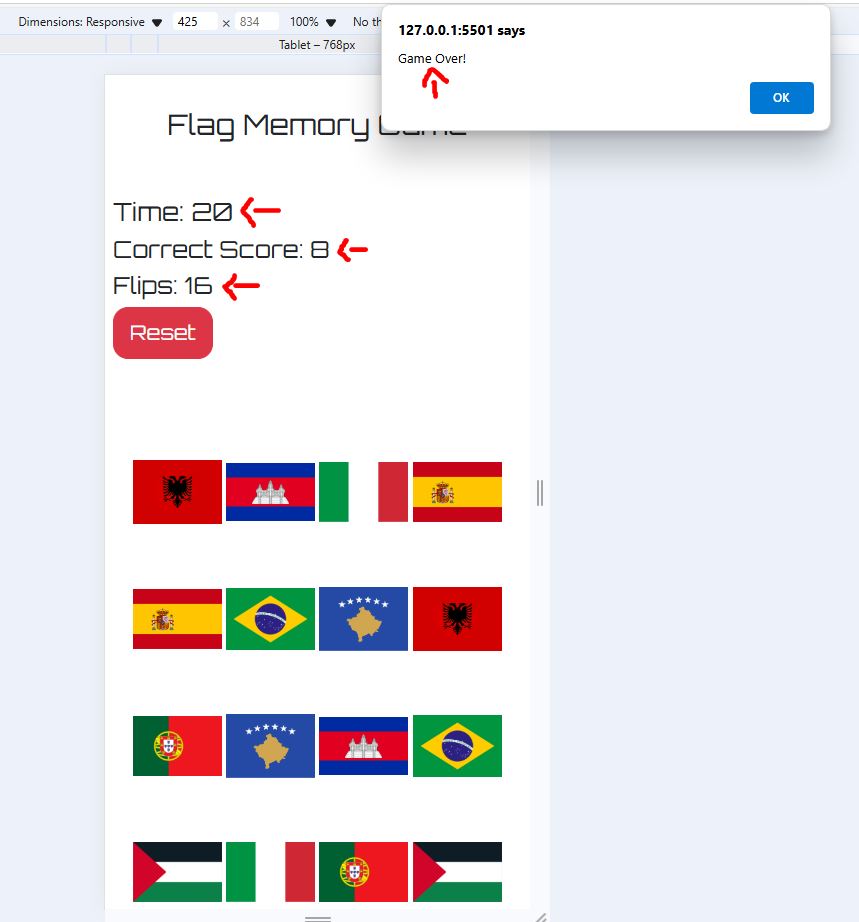 Dimensions: Responsive ▼ 425 x 834 100% ▼ No th
Tablet – 768px
127.0.0.1:5501 says
Game Over!
OK
Flag Memory Game
Time: 20
Correct Score: 8
Flips: 16
Reset